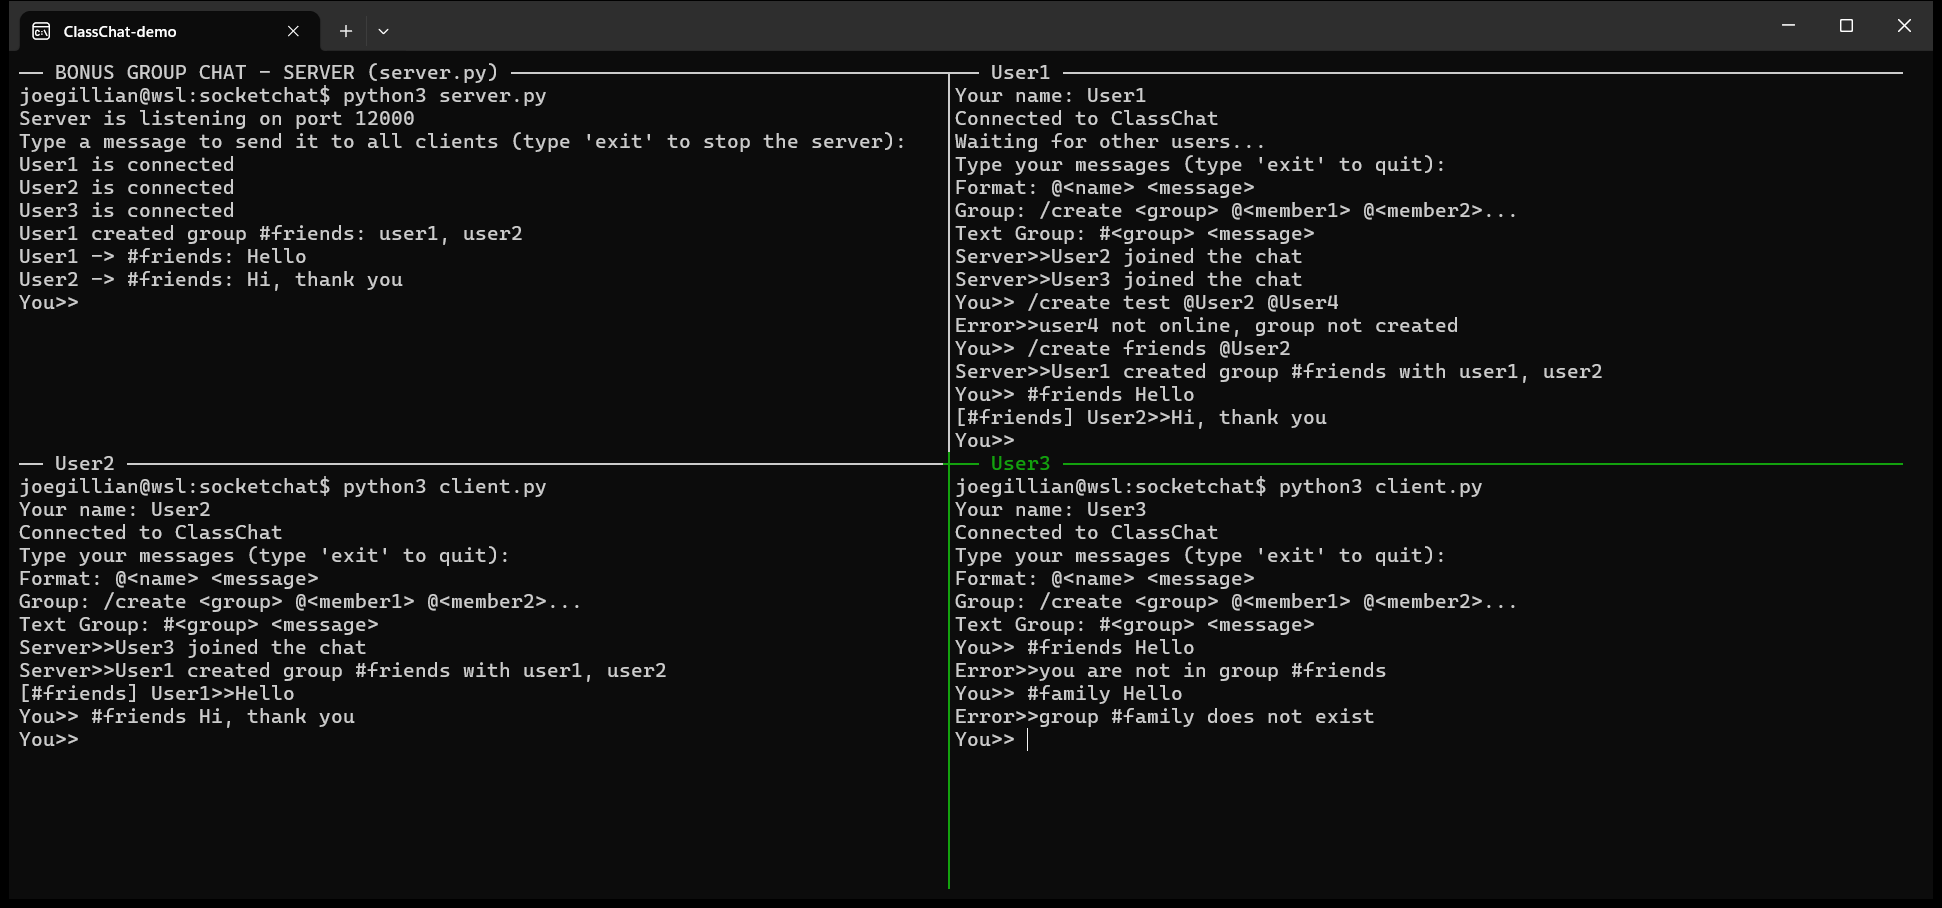 ClassChat-demo
BONUS GROUP CHAT - SERVER (server.py)
joegillian@wsl:socketchat$ python3 server.py
Server is listening on port 12000
Type a message to send it to all clients (type 'exit' to stop the server):
User1 is connected
User2 is connected
User3 is connected
User1 created group #friends: user1, user2
User1 -> #friends: Hello
User2 -> #friends: Hi, thank you
You>>
User1
Your name: User1
Connected to ClassChat
Waiting for other users...
Type your messages (type 'exit' to quit):
Format: @<name> <message>
Group: /create <group> @<member1> @<member2>...
Text Group: #<group> <message>
Server>>User2 joined the chat
Server>>User3 joined the chat
You>> /create test @User2 @User4
Error>>user4 not online, group not created
You>> /create friends @User2
Server>>User1 created group #friends with user1, user2
You>> #friends Hello
[#friends] User2>>Hi, thank you
You>>
User2
joegillian@wsl:socketchat$ python3 client.py
Your name: User2
Connected to ClassChat
Type your messages (type 'exit' to quit):
Format: @<name> <message>
Group: /create <group> @<member1> @<member2>...
Text Group: #<group> <message>
Server>>User3 joined the chat
Server>>User1 created group #friends with user1, user2
[#friends] User1>>Hello
You>> #friends Hi, thank you
You>>
User3
joegillian@wsl:socketchat$ python3 client.py
Your name: User3
Connected to ClassChat
Type your messages (type 'exit' to quit):
Format: @<name> <message>
Group: /create <group> @<member1> @<member2>...
Text Group: #<group> <message>
You>> #friends Hello
Error>>you are not in group #friends
You>> #family Hello
Error>>group #family does not exist
You>>